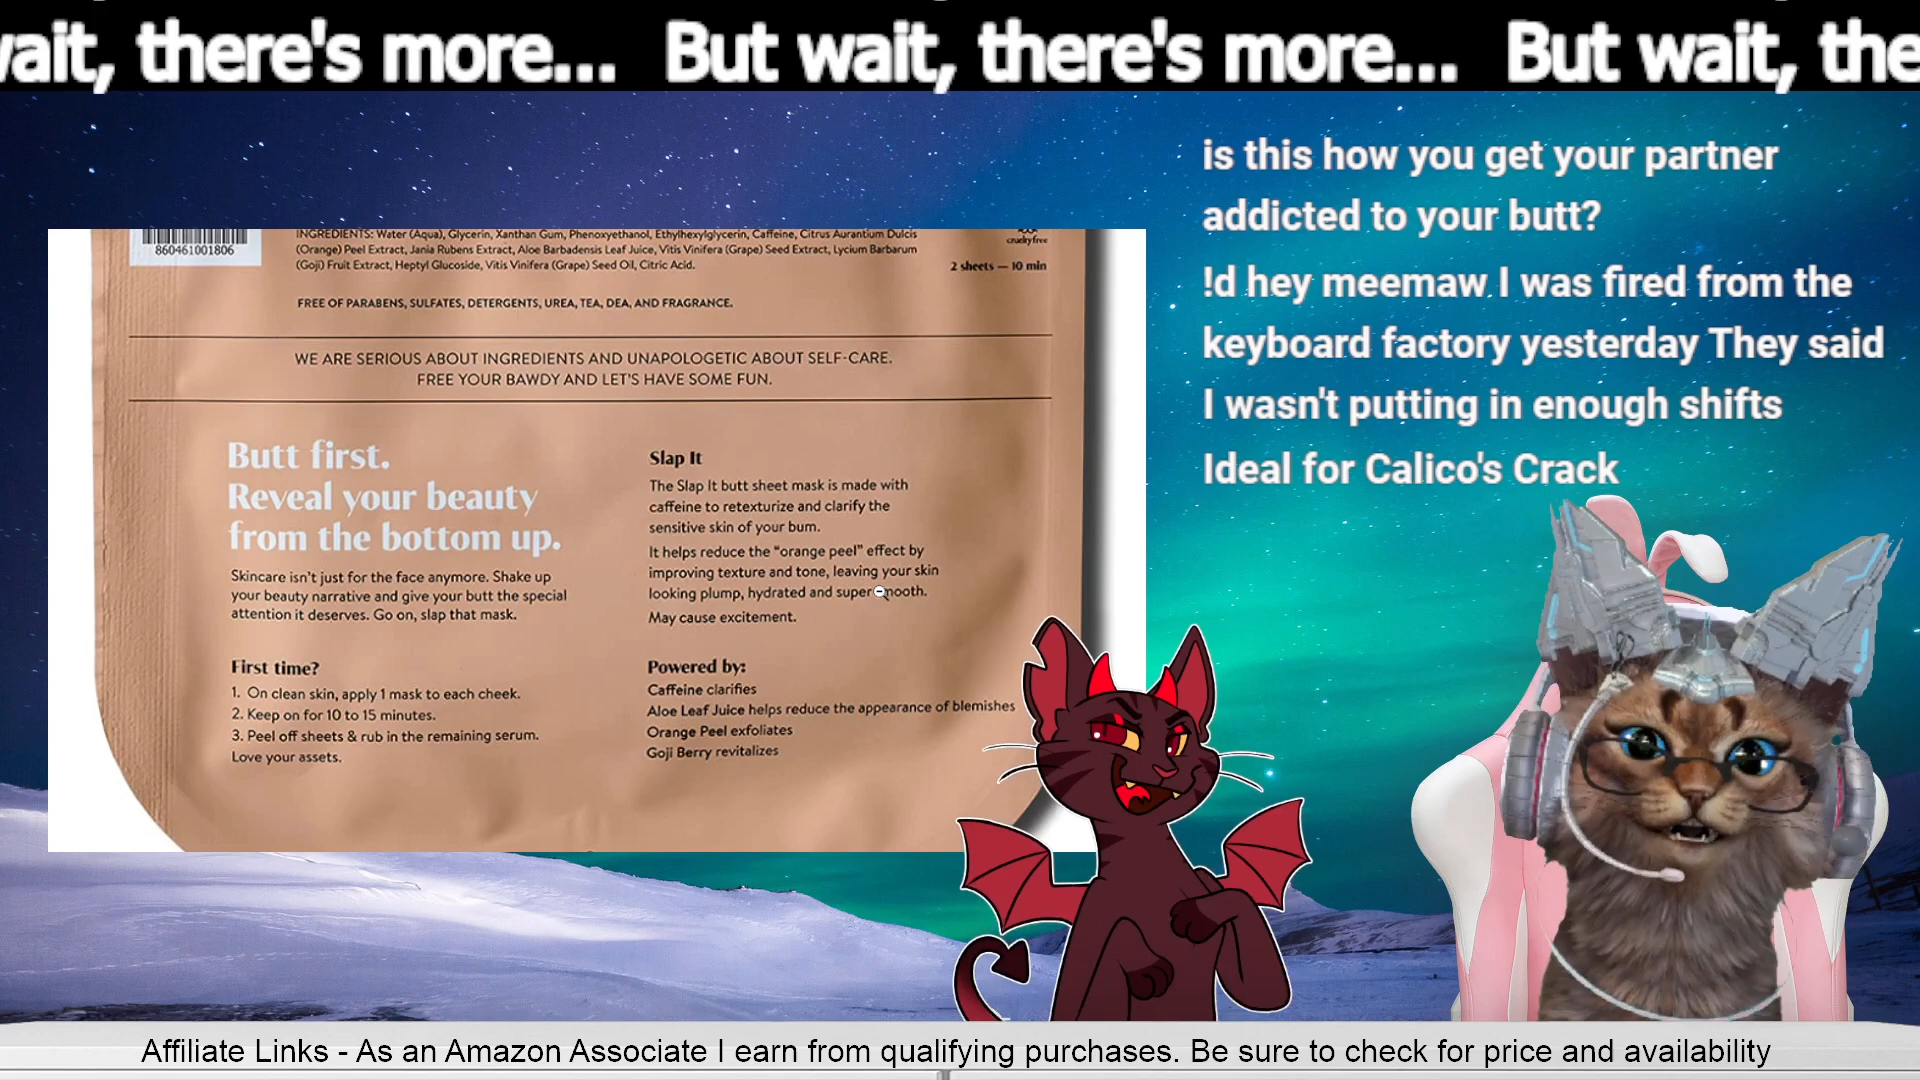 wait, there's more... But wait, there's more... But wait, the
is this how you get your partner
addicted to your butt?
!d hey meemaw I was fired from the
keyboard factory yesterday They said
I wasn't putting in enough shifts
Ideal for Calico's Crack
860461001806
INGREDIENTS: Water (Aqua), Glycerin, Xanthan Gum, Phenoxyethanol, Ethylhexylglycerin, Caffeine, Citrus Aurantium Dulcis
(Orange) Peel Extract, Jania Rubens Extract, Aloe Barbadensis Leaf Juice, Vitis Vinifera (Grape) Seed Extract, Lycium Barbarum
(Goji) Fruit Extract, Heptyl Glucoside, Vitis Vinifera (Grape) Seed Oil, Citric Acid.
cruelty free
2 sheets — 10 min
FREE OF PARABENS, SULFATES, DETERGENTS, UREA, TEA, DEA, AND FRAGRANCE.
WE ARE SERIOUS ABOUT INGREDIENTS AND UNAPOLOGETIC ABOUT SELF-CARE.
FREE YOUR BAWDY AND LET'S HAVE SOME FUN.
Butt first.
Reveal your beauty
from the bottom up.
Skincare isn't just for the face anymore. Shake up
your beauty narrative and give your butt the special
attention it deserves. Go on, slap that mask.
First time?
1. On clean skin, apply 1 mask to each cheek.
2. Keep on for 10 to 15 minutes.
3. Peel off sheets & rub in the remaining serum.
Love your assets.
Slap It
The Slap It butt sheet mask is made with
caffeine to retexturize and clarify the
sensitive skin of your bum.
It helps reduce the "orange peel" effect by
improving texture and tone, leaving your skin
looking plump, hydrated and super smooth.
May cause excitement.
Powered by:
Caffeine clarifies
Aloe Leaf Juice helps reduce the appearance of blemishes
Orange Peel exfoliates
Goji Berry revitalizes
Affiliate Links - As an Amazon Associate I earn from qualifying purchases. Be sure to check for price and availability